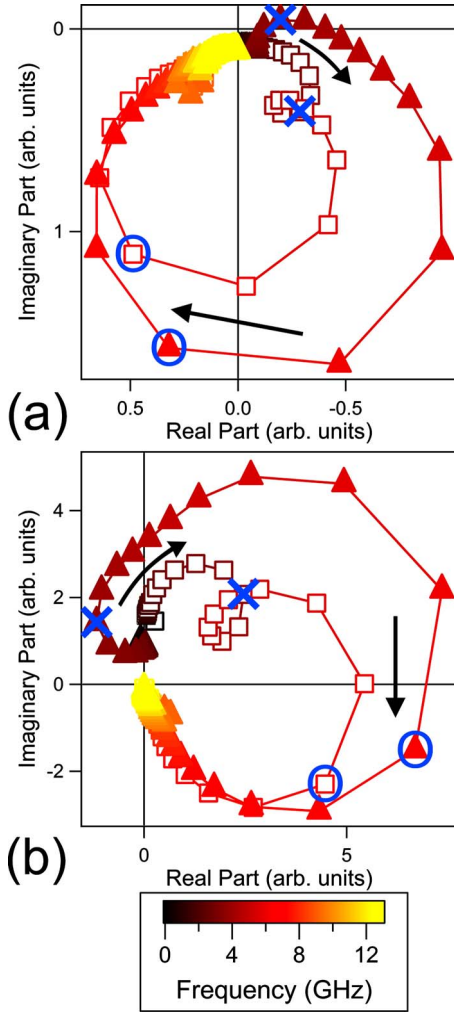 0
1
Imaginary Part (arb. units)
0.5 0.0 -0.5
Real Part (arb. units)
(a)
4
2
0
-2
Imaginary Part (arb. units)
0 5
Real Part (arb. units)
(b)
0 4 8 12
Frequency (GHz)